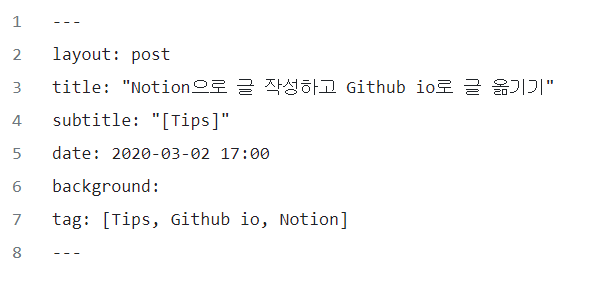 1 ---
2 layout: post
3 title: "Notion으로 글 작성하고 Github io로 글 옮기기"
4 subtitle: "[Tips]"
5 date: 2020-03-02 17:00
6 background:
7 tag: [Tips, Github io, Notion]
8 ---